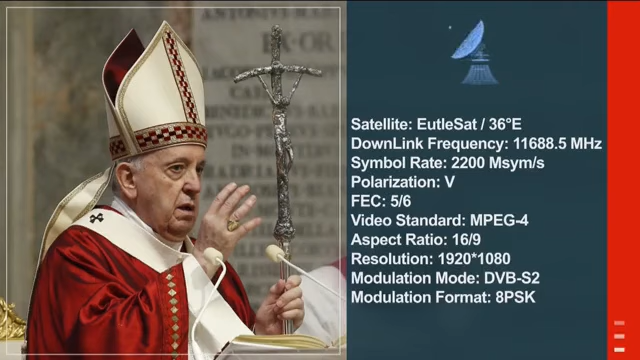 Satellite: EutleSat / 36°E
DownLink Frequency: 11688.5 MHz
Symbol Rate: 2200 Msym/s
Polarization: V
FEC: 5/6
Video Standard: MPEG-4
Aspect Ratio: 16/9
Resolution: 1920*1080
Modulation Mode: DVB-S2
Modulation Format: 8PSK